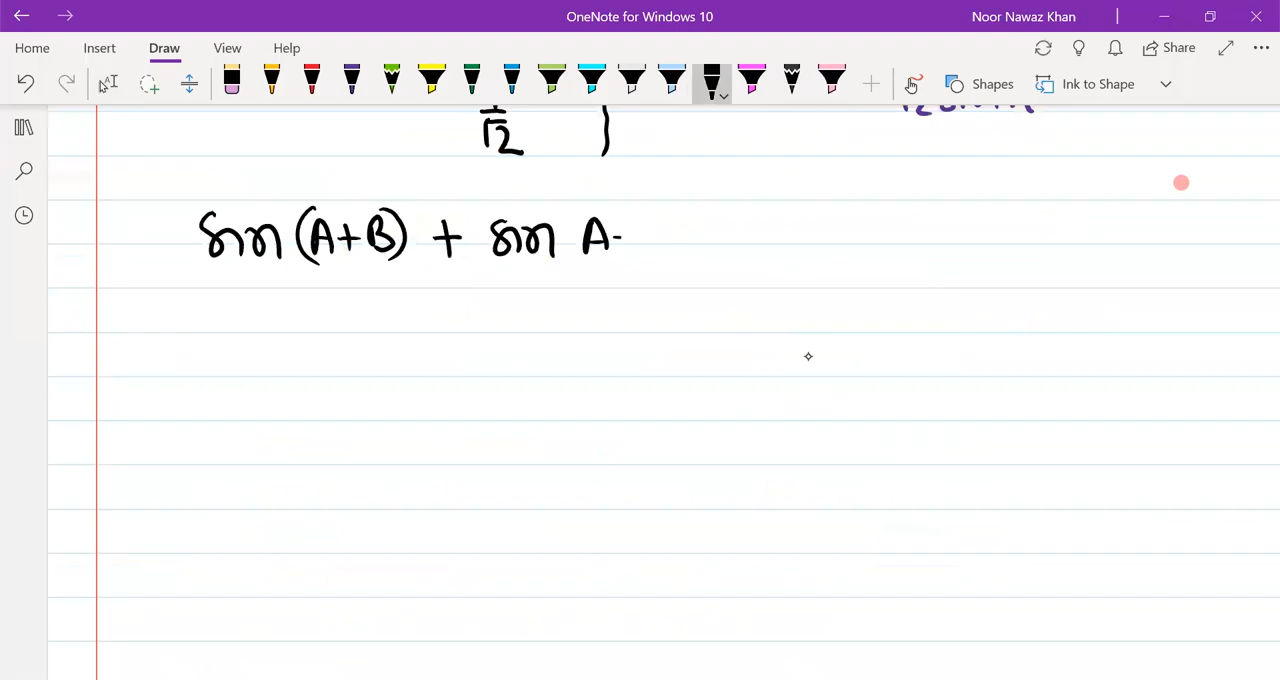 OneNote for Windows 10
Noor Nawaz Khan
Home Insert Draw View Help
Share
Shapes
Ink to Shape
√2
sin (A+B) + sin A-